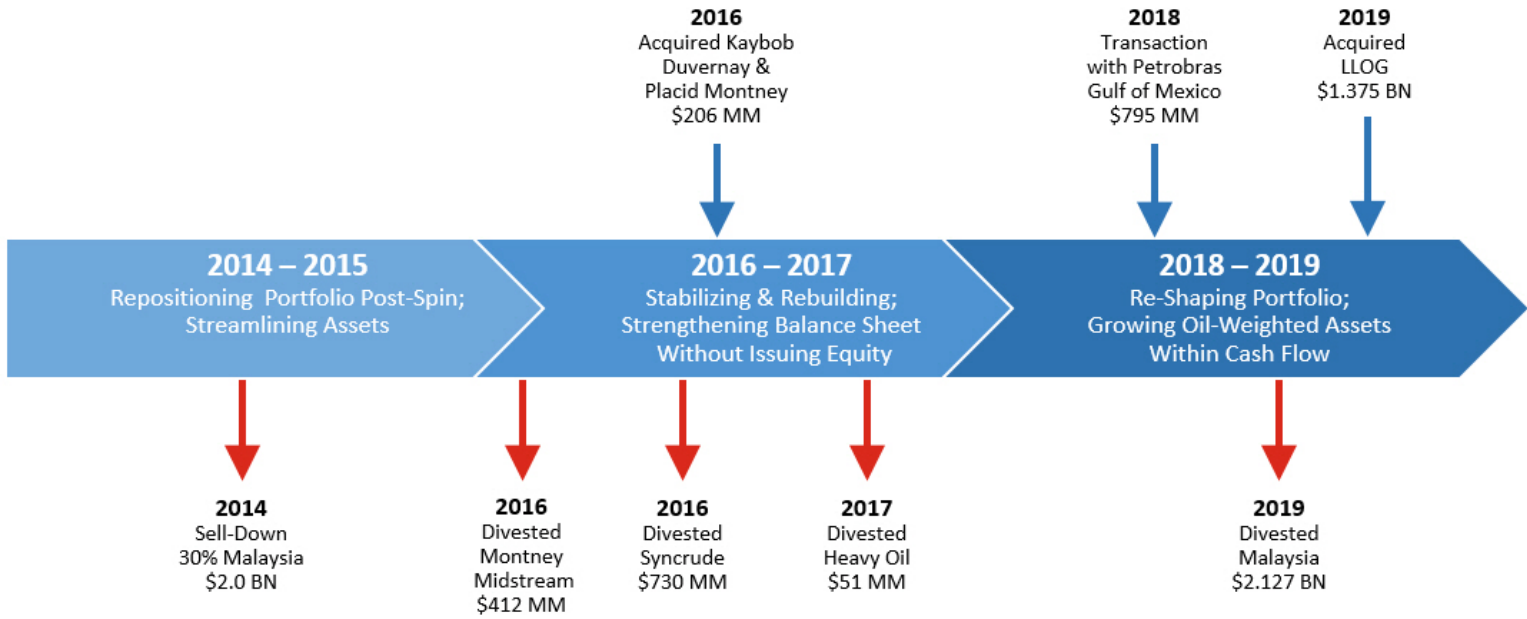 2016
Acquired Kaybob
Duvernay &
Placid Montney
$206 MM
2018
Transaction
with Petrobras
Gulf of Mexico
$795 MM
2019
Acquired
LLOG
$1.375 BN
2014 – 2015
Repositioning Portfolio Post-Spin;
Streamlining Assets
2016 – 2017
Stabilizing & Rebuilding;
Strengthening Balance Sheet
Without Issuing Equity
2018 – 2019
Re-Shaping Portfolio;
Growing Oil-Weighted Assets
Within Cash Flow
2014
Sell-Down
30% Malaysia
$2.0 BN
2016
Divested
Montney
Midstream
$412 MM
2016
Divested
Syncrude
$730 MM
2017
Divested
Heavy Oil
$51 MM
2019
Divested
Malaysia
$2.127 BN